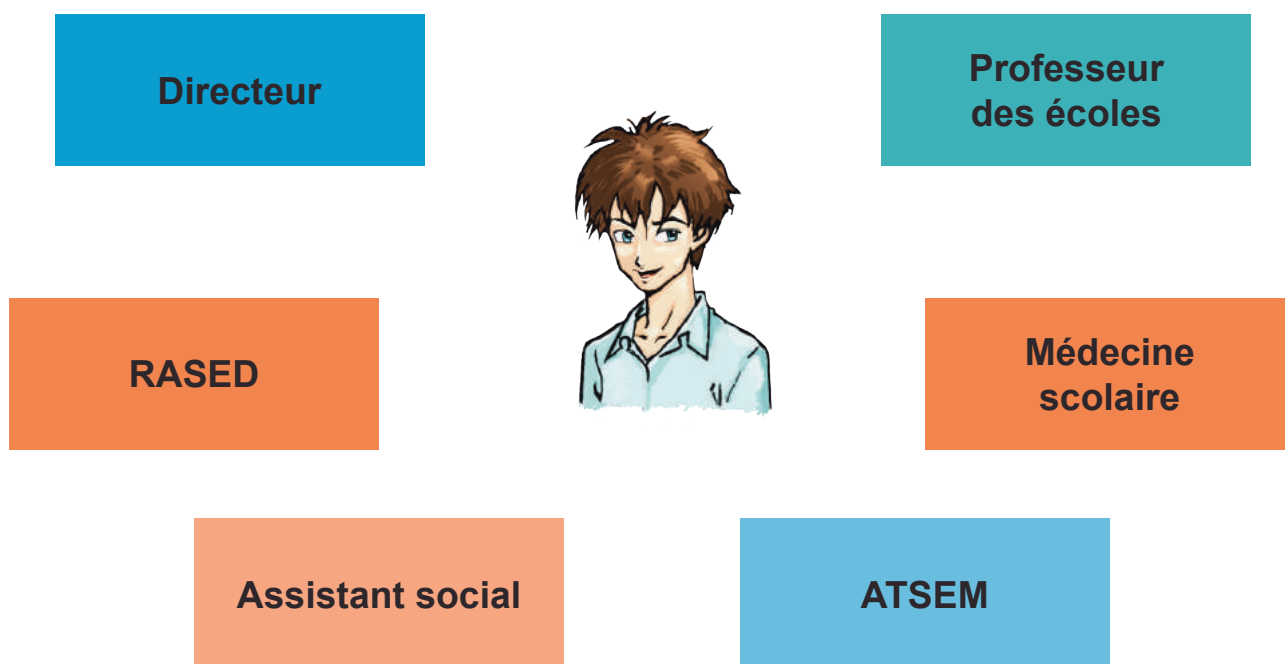 Directeur
Professeur
des écoles
RASED
Médecine
scolaire
Assistant social
ATSEM